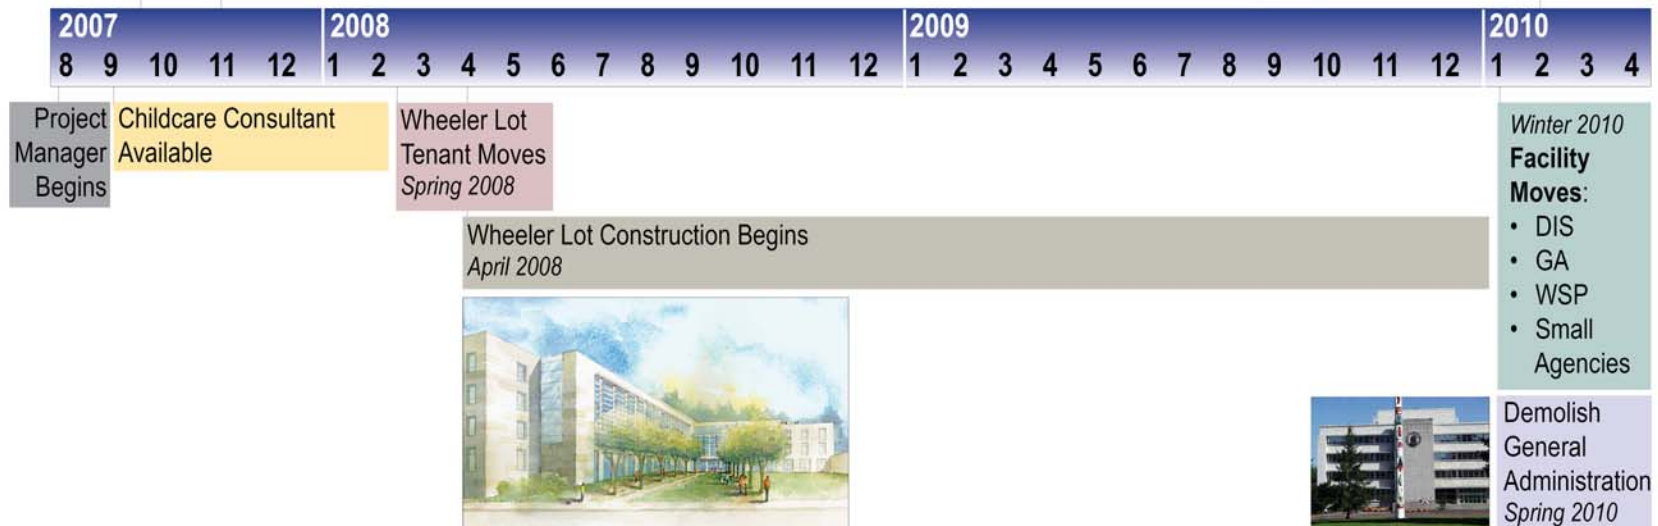 2007 2008 2009 2010
8 9 10 11 12 1 2 3 4 5 6 7 8 9 10 11 12 1 2 3 4 5 6 7 8 9 10 11 12 1 2 3 4
Project
Manager
Begins
Childcare Consultant
Available
Wheeler Lot
Tenant Moves
Spring 2008
Wheeler Lot Construction Begins
April 2008
Winter 2010
Facility
Moves:
• DIS
• GA
• WSP
• Small
Agencies
Demolish
General
Administration
Spring 2010